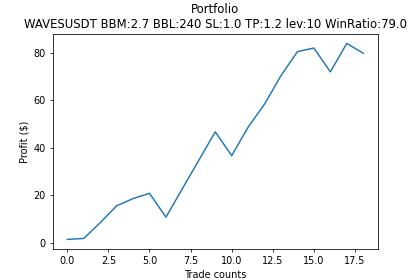 Portfolio
WAVESUSDT BBM:2.7 BBL:240 SL:1.0 TP:1.2 lev:10 WinRatio:79.0
80
60
40
20
0
Profit ($)
0.0 2.5 5.0 7.5 10.0 12.5 15.0 17.5
Trade counts